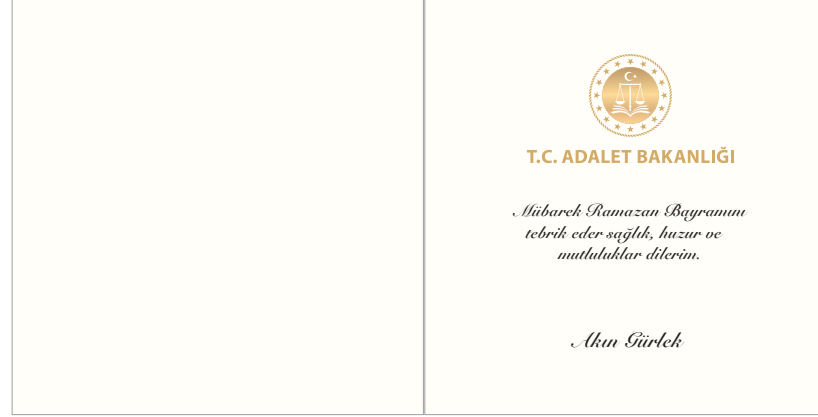 T.C. ADALET BAKANLIĞI
Mübarek Ramazan Bayramını
tebrik eder sağlık, huzur ve
mutluluklar dilerim.
Akın Gürlek